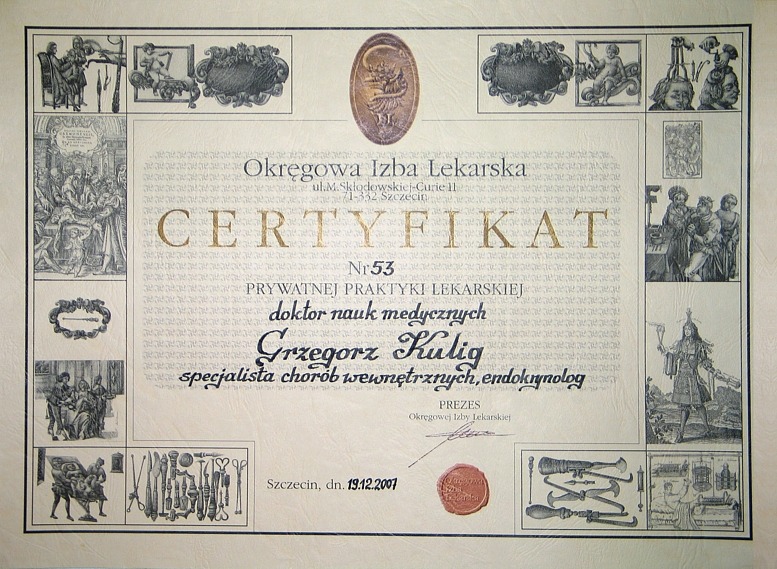 Okręgowa Izba Lekarska
ul.M.Skłodowskiej-Curie 11
71-332 Szczecin
CERTYFIKAT
Nr 53
PRYWATNEJ PRAKTYKI LEKARSKIEJ
doktor nauk medycznych
Grzegorz Kulig
specjalista chorób wewnętrznych, endokrynolog
PREZES
Okręgowej Izby Lekarskiej
Szczecin, dn. 19.12.2007